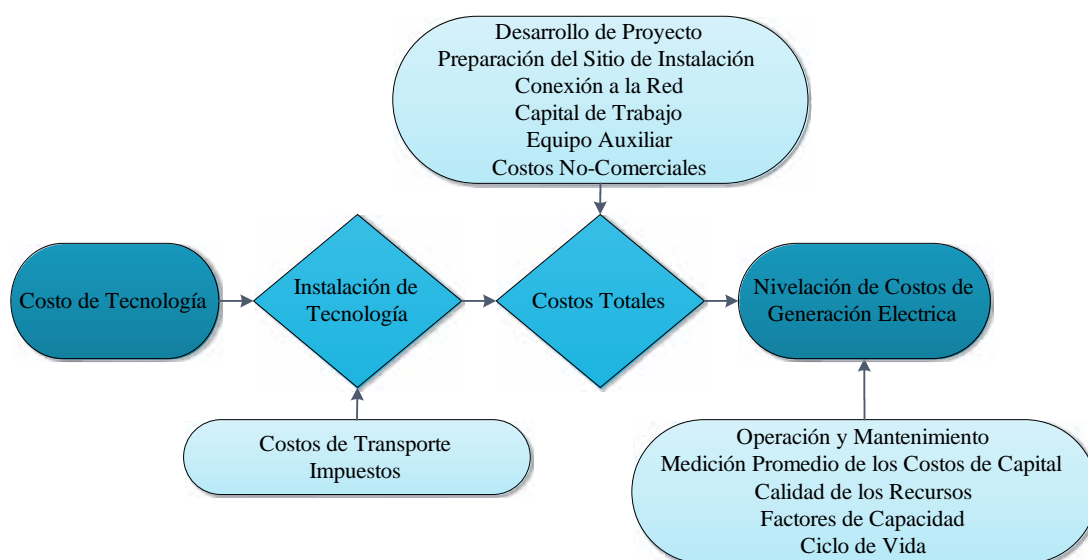 Desarrollo de Proyecto
Preparación del Sitio de Instalación
Conexión a la Red
Capital de Trabajo
Equipo Auxiliar
Costos No-Comerciales
Costo de Tecnología
Instalación de
Tecnología
Costos Totales
Nivelación de Costos de
Generación Electrica
Costos de Transporte
Impuestos
Operación y Mantenimiento
Medición Promedio de los Costos de Capital
Calidad de los Recursos
Factores de Capacidad
Ciclo de Vida